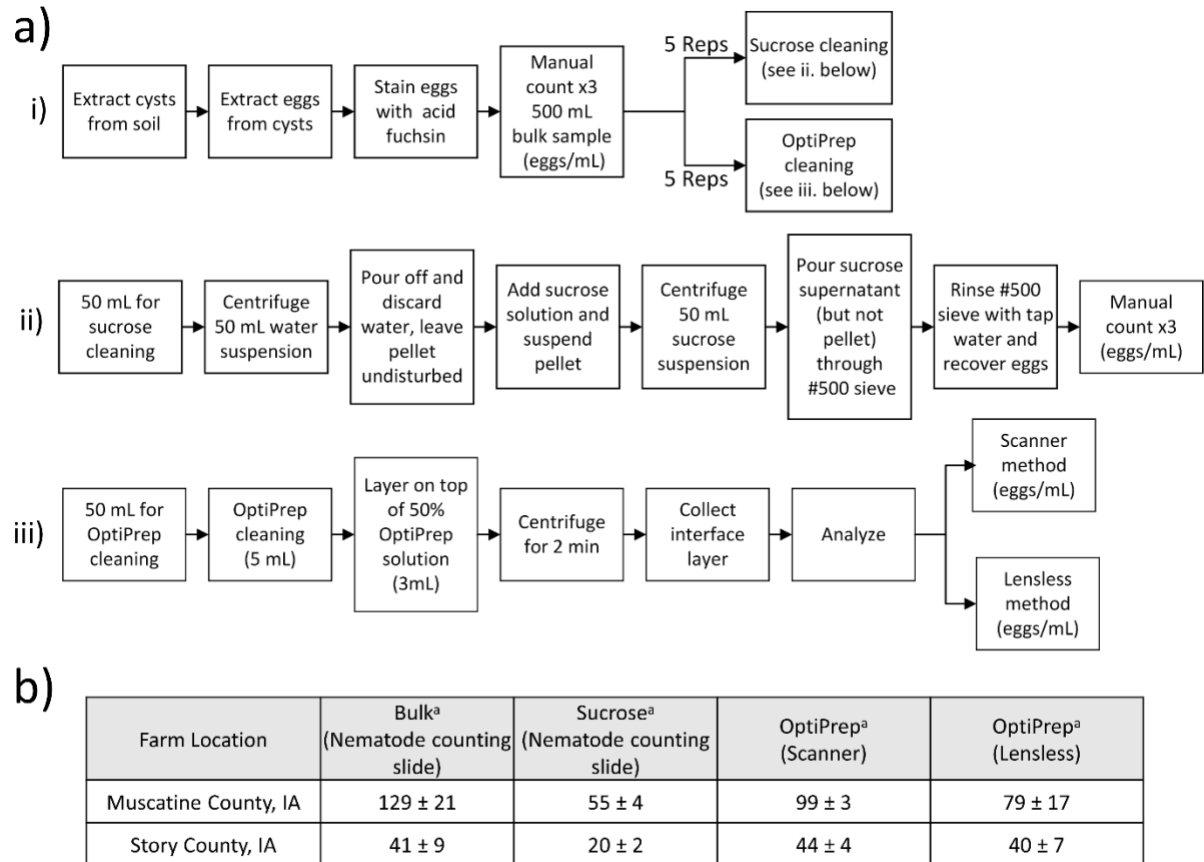 a)
i)
Extract cysts
from soil
Extract eggs
from cysts
Stain eggs
with acid
fuchsin
Manual
count x3
500 mL
bulk sample
(eggs/mL)
5 Reps
Sucrose cleaning
(see ii. below)
5 Reps
OptiPrep
cleaning
(see iii. below)
ii)
50 mL for
sucrose
cleaning
Centrifuge
50 mL water
suspension
Pour off and
discard
water, leave
pellet
undisturbed
Add sucrose
solution and
suspend
pellet
Centrifuge
50 mL
sucrose
suspension
Pour sucrose
supernatant
(but not
pellet)
through
#500 sieve
Rinse #500
sieve with tap
water and
recover eggs
Manual
count x3
(eggs/mL)
iii)
50 mL for
OptiPrep
cleaning
OptiPrep
cleaning
(5 mL)
Layer on top
of 50%
OptiPrep
solution
(3mL)
Centrifuge
for 2 min
Collect
interface
layer
Analyze
Scanner
method
(eggs/mL)
Lensless
method
(eggs/mL)
b)
Farm Location
Bulkᵃ
(Nematode counting
slide)
Sucroseᵃ
(Nematode counting
slide)
OptiPrepᵃ
(Scanner)
OptiPrepᵃ
(Lensless)
Muscatine County, IA
129 ± 21
55 ± 4
99 ± 3
79 ± 17
Story County, IA
41 ± 9
20 ± 2
44 ± 4
40 ± 7